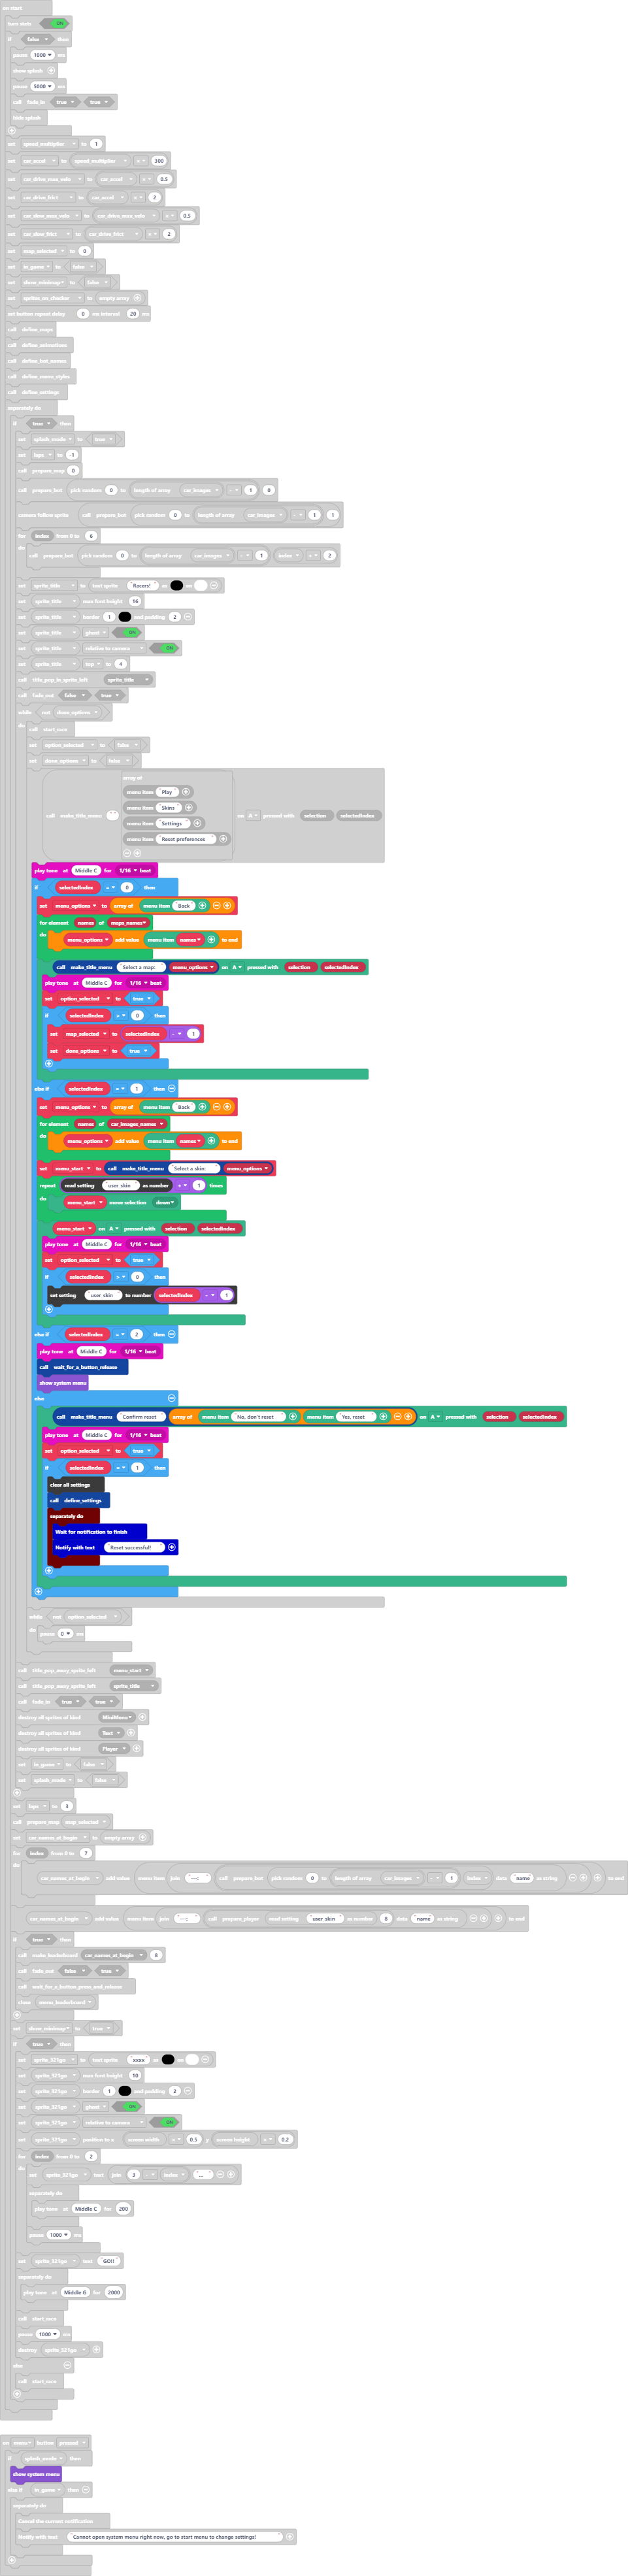 on start
turn stats ON
if false then
pause 1000 ms
show splash
pause 5000 ms
call fade_in true true
hide splash
set speed_multiplier to 1
set car_accel to speed_multiplier × 300
set car_drive_max_velo to car_accel × 0.5
set car_drive_frict to car_accel × 2
set car_slow_max_velo to car_drive_max_velo × 0.5
set car_slow_frict to car_drive_frict × 2
set map_selected to 0
set in_game to false
set show_minimap to false
set sprites_on_checker to empty array
set button repeat delay 0 ms interval 20 ms
call define_maps
call define_animations
call define_bot_names
call define_menu_styles
call define_settings
separately do
if true then
set splash_mode to true
set laps to -1
call prepare_map 0
call prepare_bot pick random 0 to length of array car_images - 1 0
camera follow sprite call prepare_bot pick random 0 to length of array car_images - 1 1
for index from 0 to 6
do call prepare_bot pick random 0 to length of array car_images - 1 index + 2
set sprite_title to text sprite "Racers!" on
set sprite_title max font height 16
set sprite_title border 1 and padding 2
set sprite_title ghost ON
set sprite_title relative to camera ON
set sprite_title top to 4
call title_pop_in_sprite_left sprite_title
call fade_out false true
while not done_options
do call start_race
set option_selected to false
set done_options to false
array of
menu item "Play"
menu item "Skins"
menu item "Settings"
menu item "Reset preferences"
call make_title_menu " " on A pressed with selection selectedIndex
play tone at Middle C for 1/16 beat
if selectedIndex = 0 then
set menu_options to array of menu item "Back"
for element names of maps_names
do menu_options add value menu item names to end
call make_title_menu "Select a map:" menu_options on A pressed with selection selectedIndex
play tone at Middle C for 1/16 beat
set option_selected to true
if selectedIndex > 0 then
set map_selected to selectedIndex - 1
set done_options to true
else if selectedIndex = 1 then
set menu_options to array of menu item "Back"
for element names of car_images_names
do menu_options add value menu item names to end
set menu_start to call make_title_menu "Select a skin:" menu_options
repeat read setting "user_skin" as number + 1 times
do menu_start move selection down
menu_start on A pressed with selection selectedIndex
play tone at Middle C for 1/16 beat
set option_selected to true
if selectedIndex > 0 then
set setting "user_skin" to number selectedIndex - 1
else if selectedIndex = 2 then
play tone at Middle C for 1/16 beat
call wait_for_a_button_release
show system menu
else
call make_title_menu "Confirm reset" array of menu item "No, don't reset" menu item "Yes, reset" on A pressed with selection selectedIndex
play tone at Middle C for 1/16 beat
set option_selected to true
if selectedIndex = 1 then
clear all settings
call define_settings
separately do
Wait for notification to finish
Notify with text "Reset successful!"
while not option_selected
do pause 0 ms
call title_pop_away_sprite_left menu_start
call title_pop_away_sprite_left sprite_title
call fade_in true true
destroy all sprites of kind MiniMenu
destroy all sprites of kind Text
destroy all sprites of kind Player
set in_game to false
set splash_mode to false
set laps to 3
call prepare_map map_selected
set car_names_at_begin to empty array
for index from 0 to 7
do car_names_at_begin add value menu item join "---:" call prepare_bot pick random 0 to length of array car_images - 1 index data "name" as string to end
car_names_at_begin add value menu item join "---:" call prepare_player read setting "user_skin" as number 8 data "name" as string to end
if true then
call make_leaderboard car_names_at_begin 8
call fade_out false true
call wait_for_a_button_press_and_release
close menu_leaderboard
set show_minimap to true
if true then
set sprite_321go to text sprite "xxxx" on
set sprite_321go max font height 10
set sprite_321go border 1 and padding 2
set sprite_321go ghost ON
set sprite_321go relative to camera ON
set sprite_321go position to x screen width × 0.5 y screen height × 0.2
for index from 0 to 2
do set sprite_321go text join 3 - index "..."
separately do
play tone at Middle C for 200
pause 1000 ms
set sprite_321go text "GO!!"
separately do
play tone at Middle G for 2000
call start_race
pause 1000 ms
destroy sprite_321go
else
call start_race
on menu button pressed
if splash_mode then
show system menu
else if in_game then
separately do
Cancel the current notification
Notify with text "Cannot open system menu right now, go to start menu to change settings!"